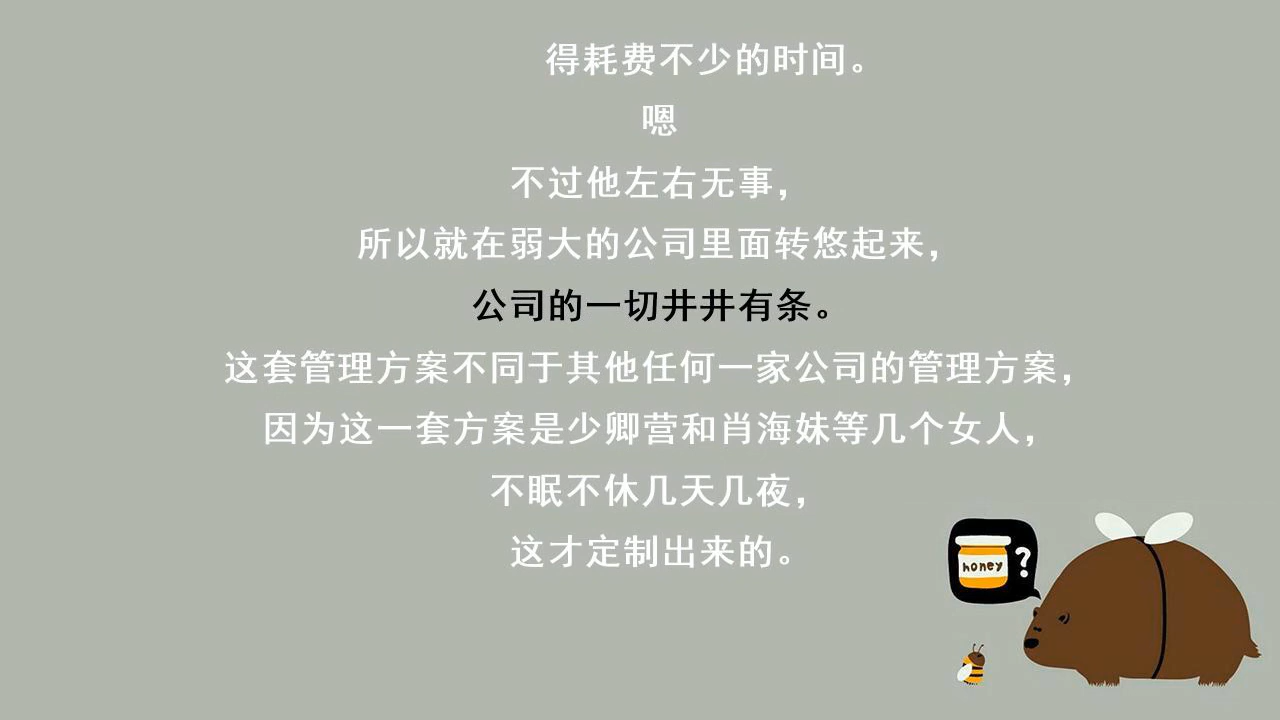 得耗费不少的时间。
嗯
不过他左右无事，
所以就在弱大的公司里面转悠起来，
公司的一切井井有条。
这套管理方案不同于其他任何一家公司的管理方案，
因为这一套方案是少卿营和肖海妹等几个女人，
不眠不休几天几夜，
这才定制出来的。
honey
?